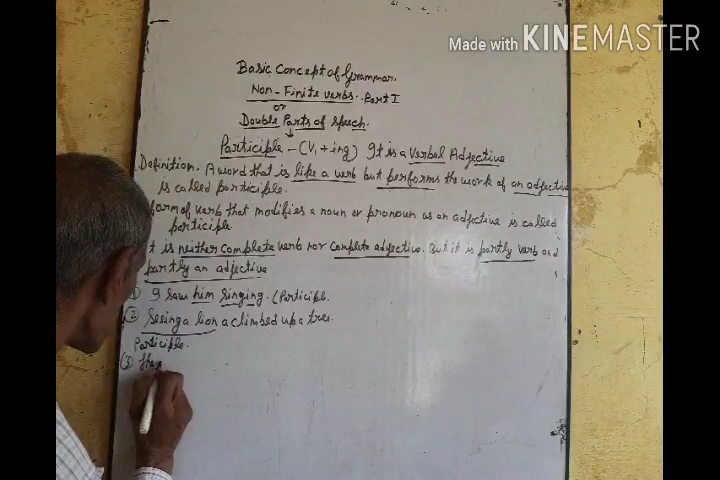 Made with KINEMASTER
Basic Concept of Grammar.
Non-Finite verbs. Part I
or
Double Parts of speech.
Participle - (V1 + ing) It is a Verbal Adjective
Definition. A word that is like a verb but performs the work of an adjective
is called participle.
form of verb that modifies a noun or pronoun as an adjective is called
participle
t is neither complete verb nor complete adjective. But it is partly verb and
partly an adjective
(1) I saw him singing. (Participl.
(2) Seeing a lion a climbed up a tree.
Participle.
(3)